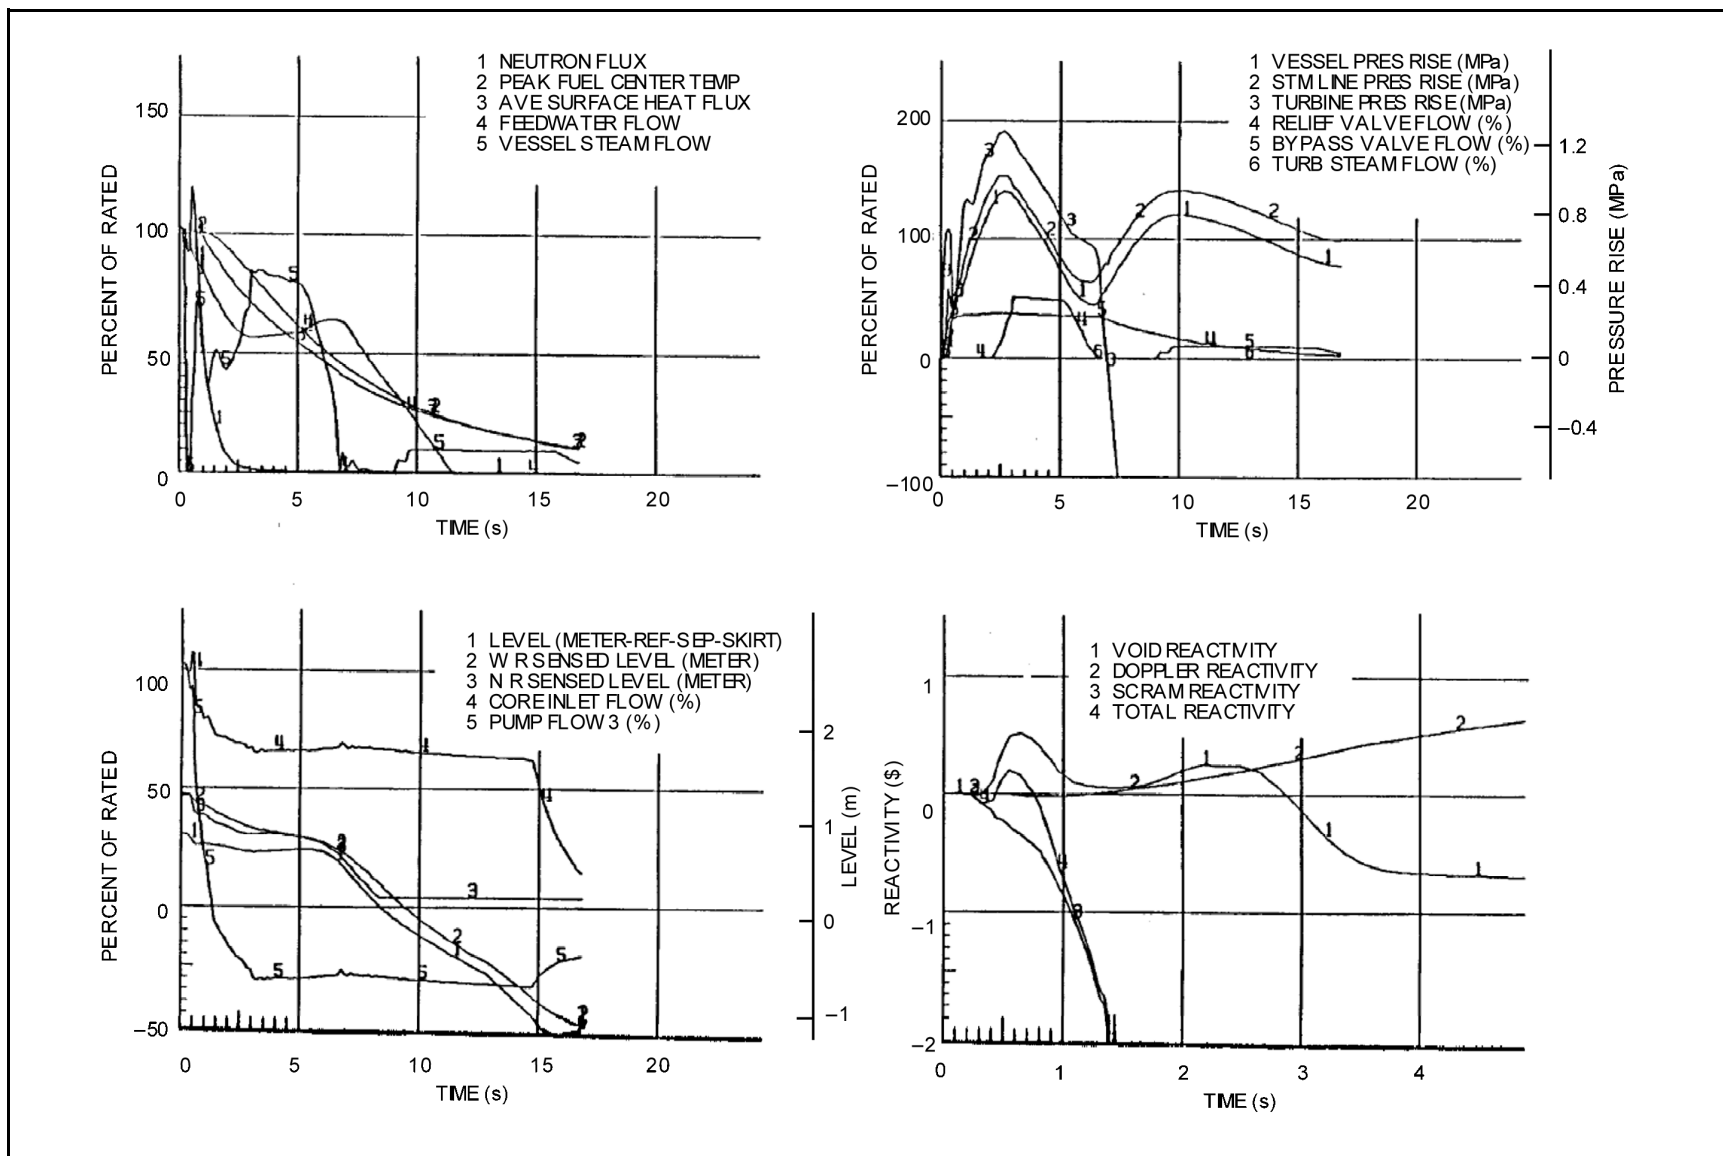 1 NEUTRON FLUX
2 PEAK FUEL CENTER TEMP
3 AVE SURFACE HEAT FLUX
4 FEEDWATER FLOW
5 VESSEL STEAM FLOW
PERCENT OF RATED
150
100
50
0
0 5 10 15 20
TIME (s)
1 VESSEL PRES RISE (MPa)
2 STM LINE PRES RISE (MPa)
3 TURBINE PRES RISE (MPa)
4 RELIEF VALVE FLOW (%)
5 BYPASS VALVE FLOW (%)
6 TURB STEAM FLOW (%)
PERCENT OF RATED
200
100
0
–100
0 5 10 15 20
TIME (s)
1.2
0.8
0.4
0
–0.4
PRESSURE RISE (MPa)
1 LEVEL (METER-REF-SEP-SKIRT)
2 W R SENSED LEVEL (METER)
3 N R SENSED LEVEL (METER)
4 CORE INLET FLOW (%)
5 PUMP FLOW 3 (%)
PERCENT OF RATED
100
50
0
–50
0 5 10 15 20
TIME (s)
2
1
0
–1
LEVEL (m)
1 VOID REACTIVITY
2 DOPPLER REACTIVITY
3 SCRAM REACTIVITY
4 TOTAL REACTIVITY
REACTIVITY ($)
1
0
–1
–2
0 1 2 3 4
TIME (s)